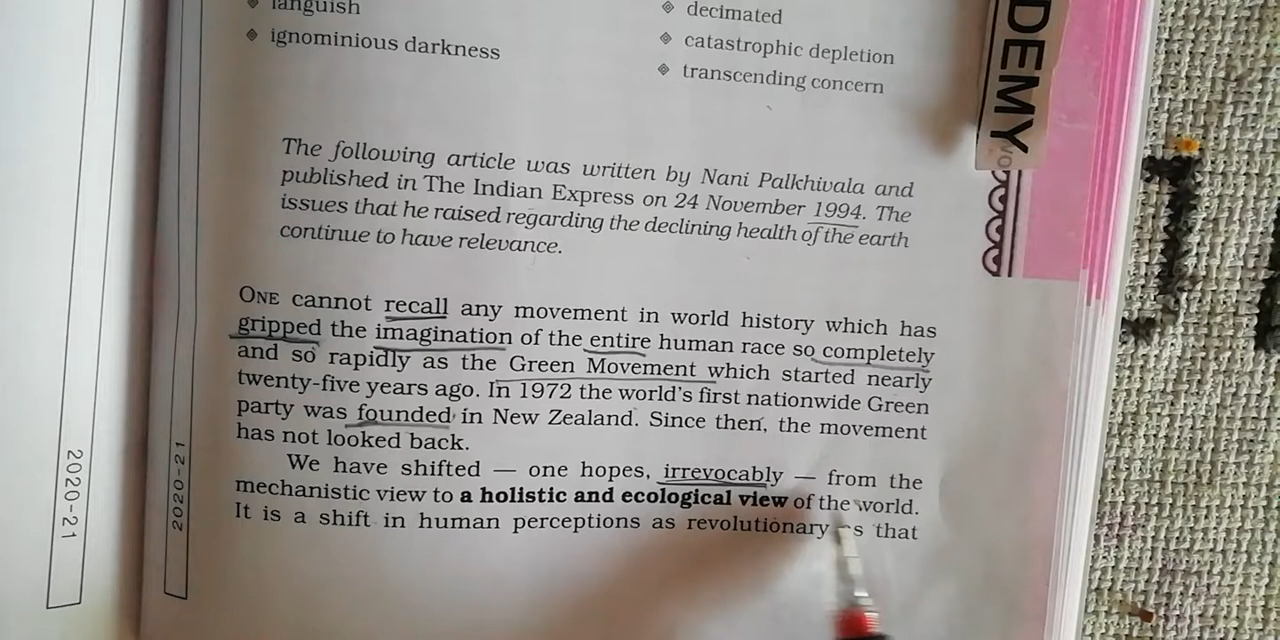 languish
ignominious darkness
decimated
catastrophic depletion
transcending concern
The following article was written by Nani Palkhivala and
published in The Indian Express on 24 November 1994. The
issues that he raised regarding the declining health of the earth
continue to have relevance.
ONE cannot recall any movement in world history which has
gripped the imagination of the entire human race so completely
and so rapidly as the Green Movement which started nearly
twenty-five years ago. In 1972 the world's first nationwide Green
party was founded in New Zealand. Since then, the movement
has not looked back.
We have shifted — one hopes, irrevocably — from the
mechanistic view to a holistic and ecological view of the world.
It is a shift in human perceptions as revolutionary as that
2020-21
2020-21
DEMY